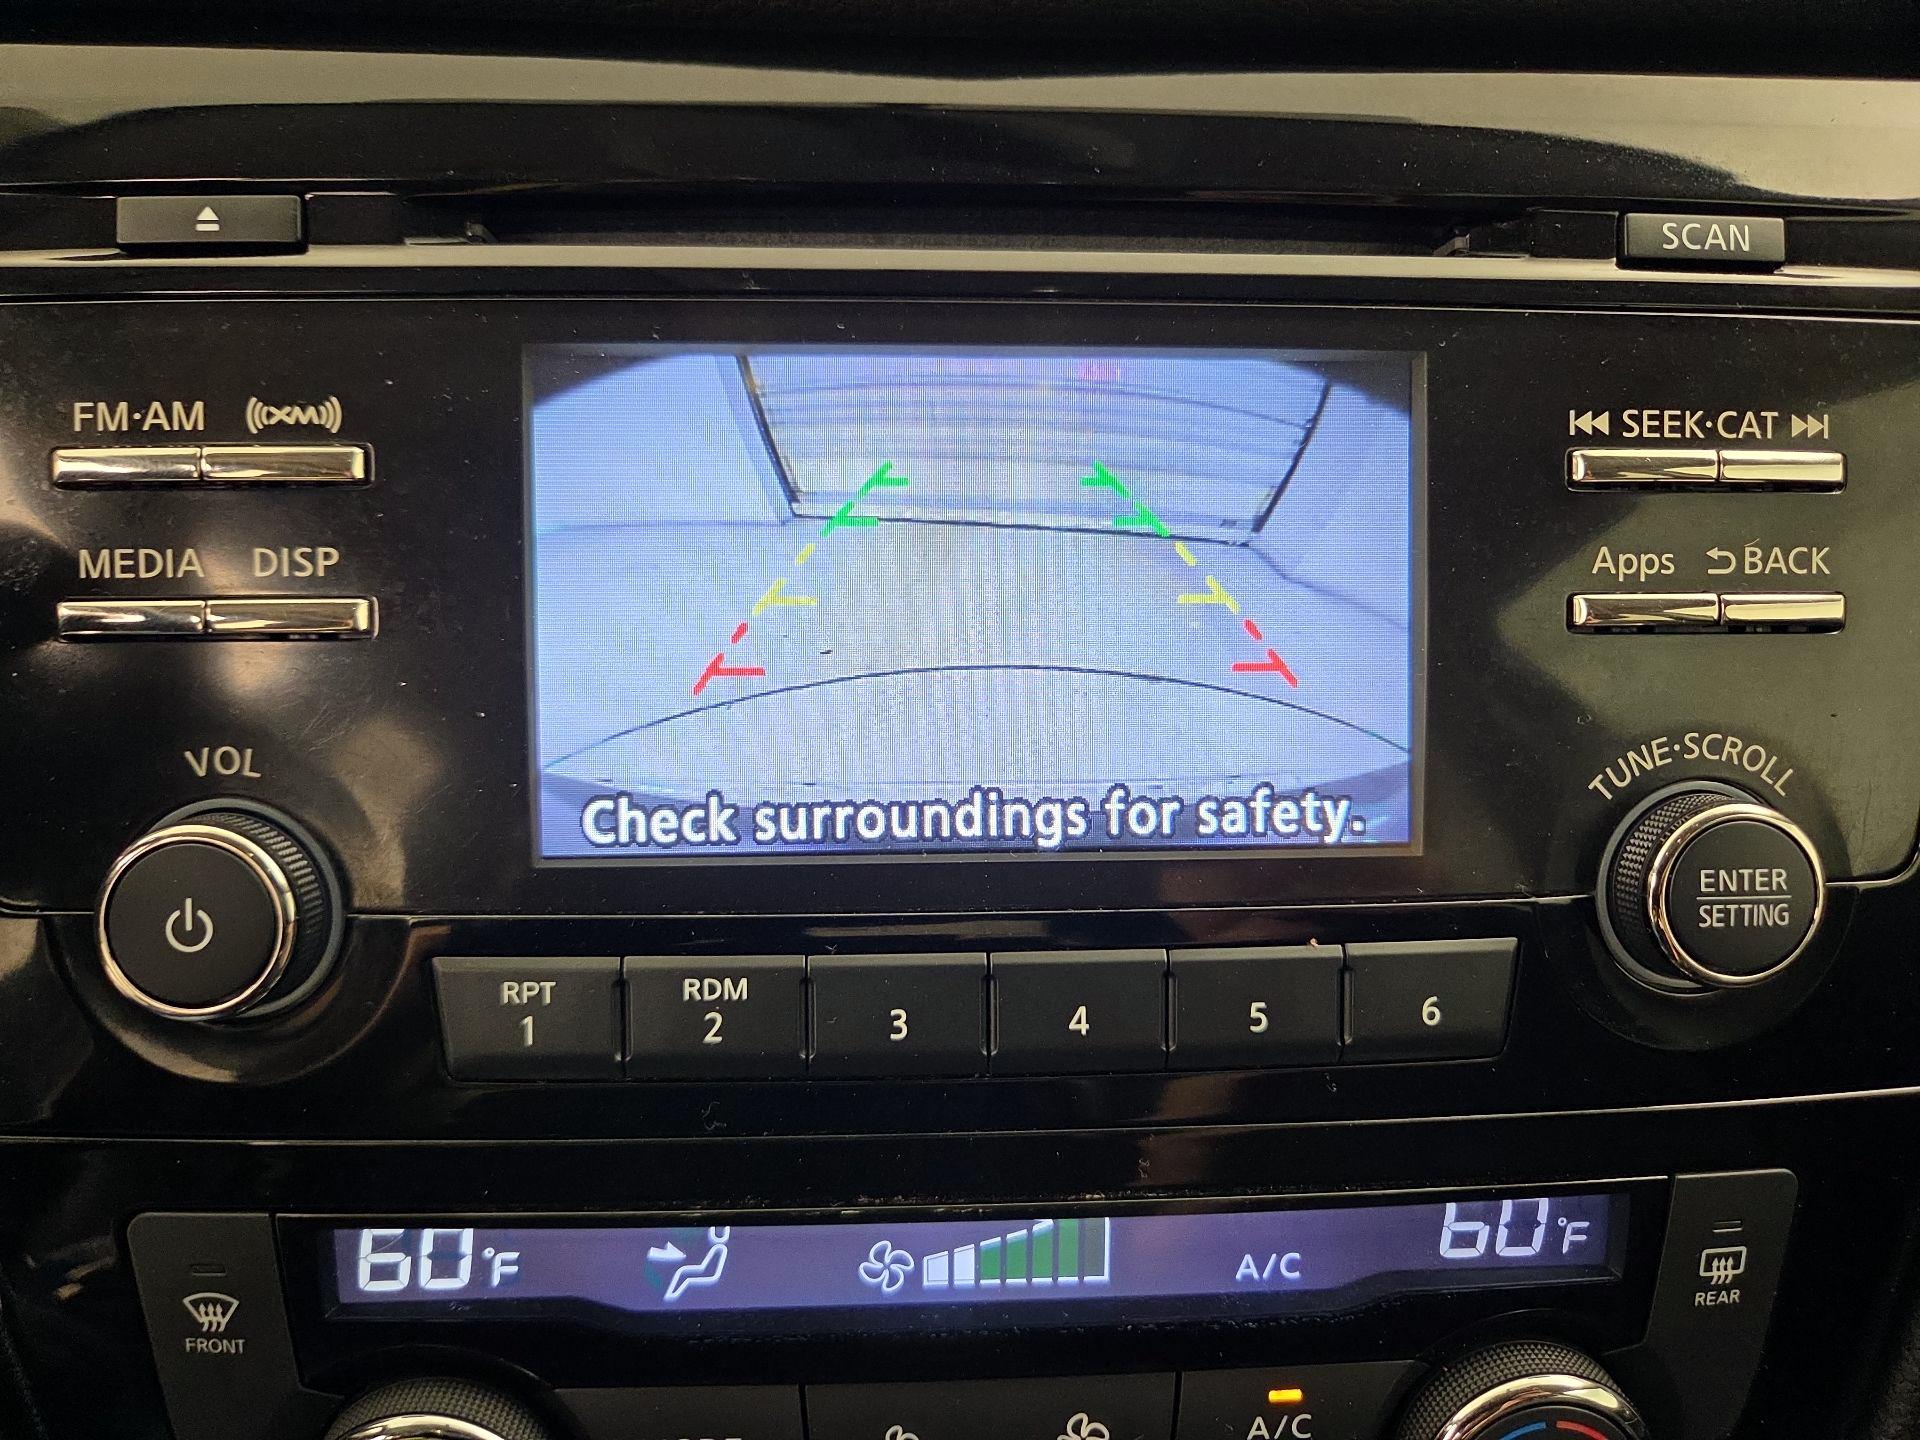 SCAN
FM·AM XM
SEEK·CAT
MEDIA DISP
Apps BACK
VOL
TUNE·SCROLL
Check surroundings for safety.
ENTER
SETTING
RPT
1
RDM
2
3
4
5
6
60°F
A/C
60°F
FRONT
REAR
A/C